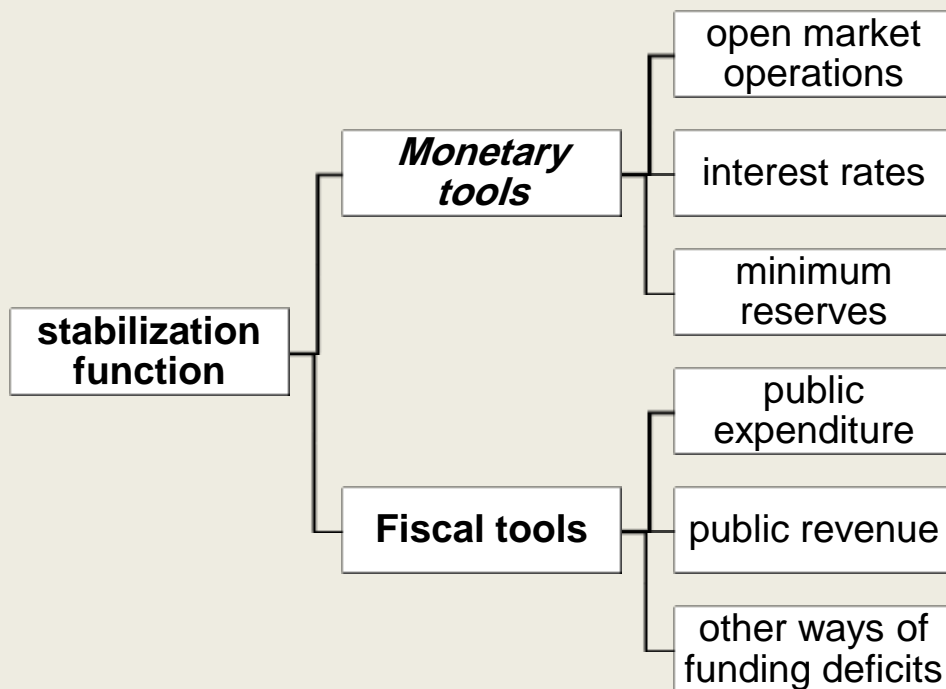 stabilization
function
Monetary
tools
open market
operations
interest rates
minimum
reserves
Fiscal tools
public
expenditure
public revenue
other ways of
funding deficits